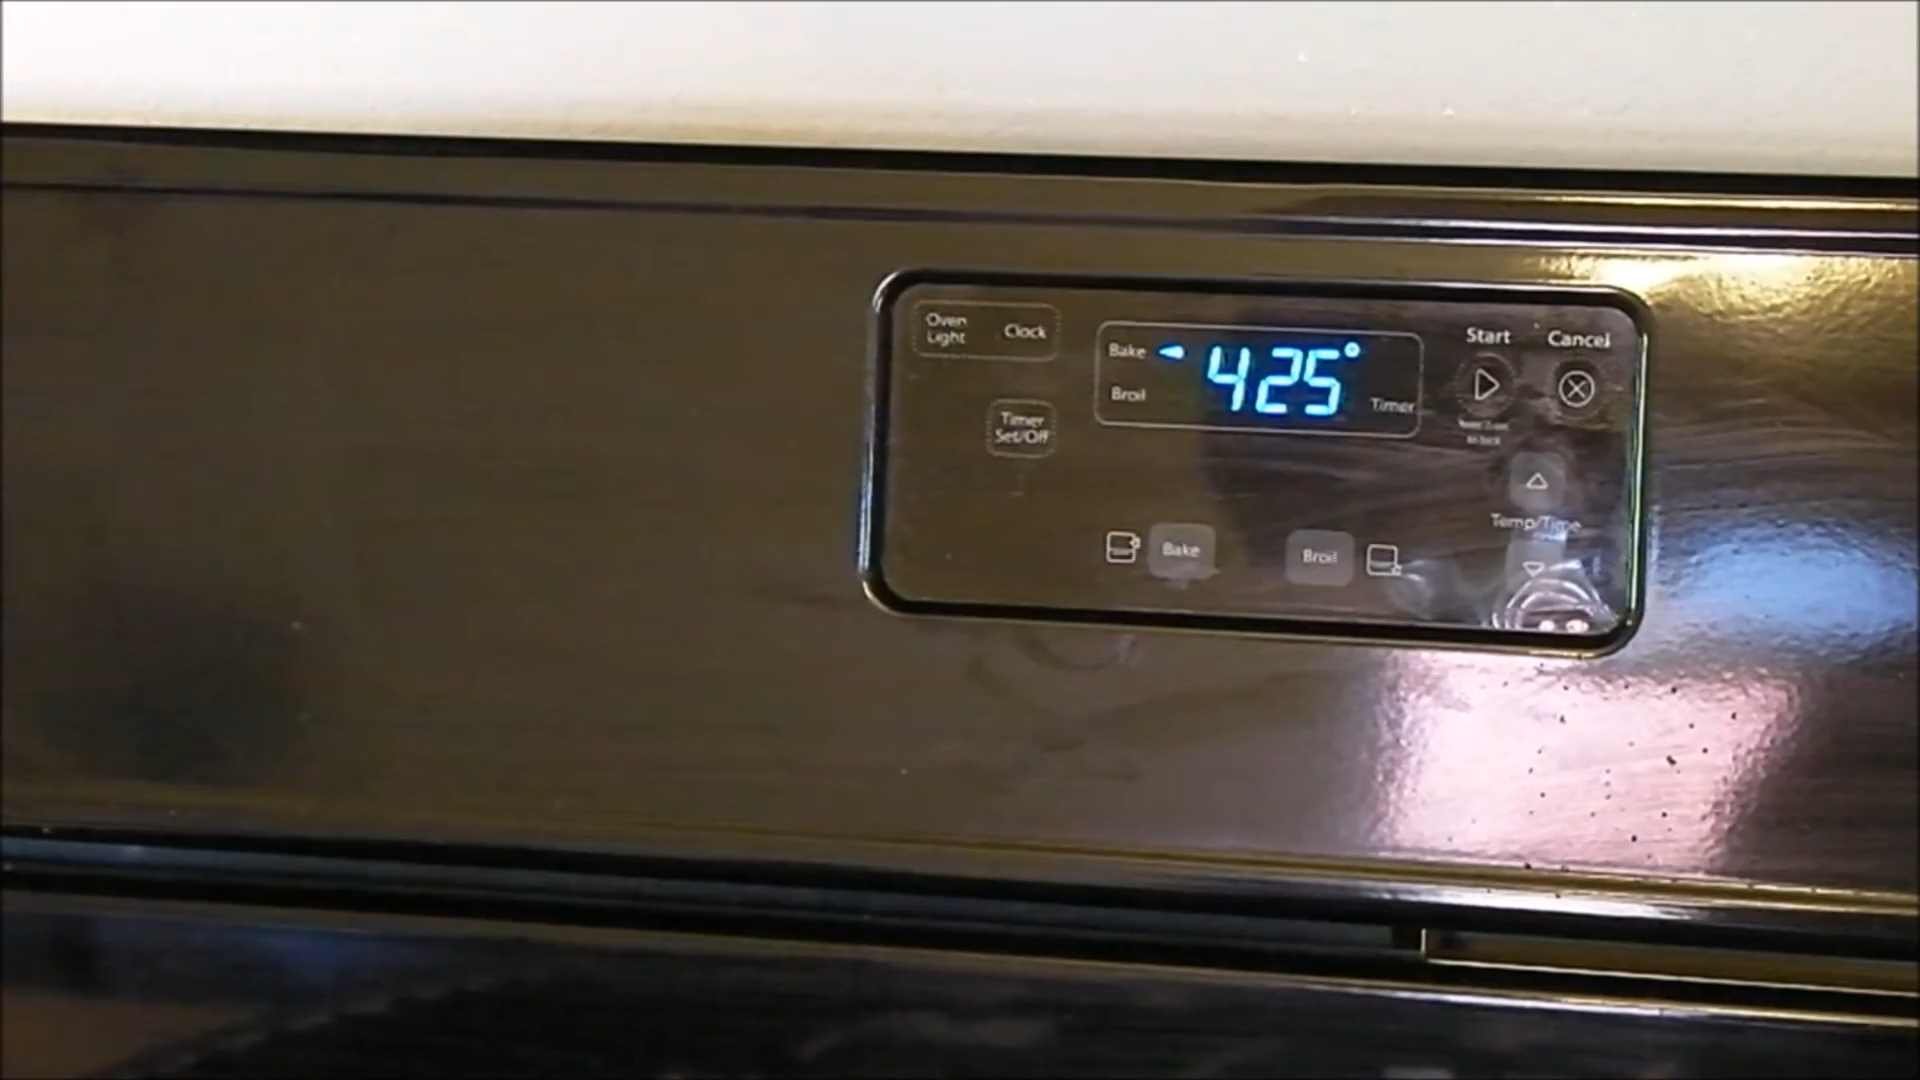 Oven
Light
Clock
Bake
425°
Broil
Timer
Start
Cancel
Timer
Set/Off
Temp/Time
Bake
Broil